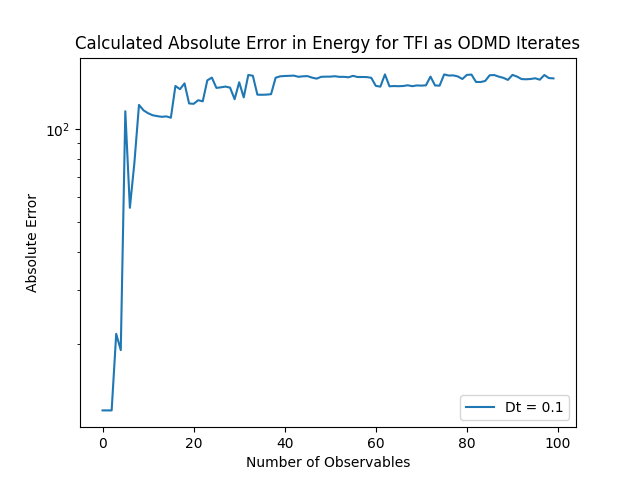 Calculated Absolute Error in Energy for TFI as ODMD Iterates
Absolute Error
10²
Dt = 0.1
0 20 40 60 80 100
Number of Observables